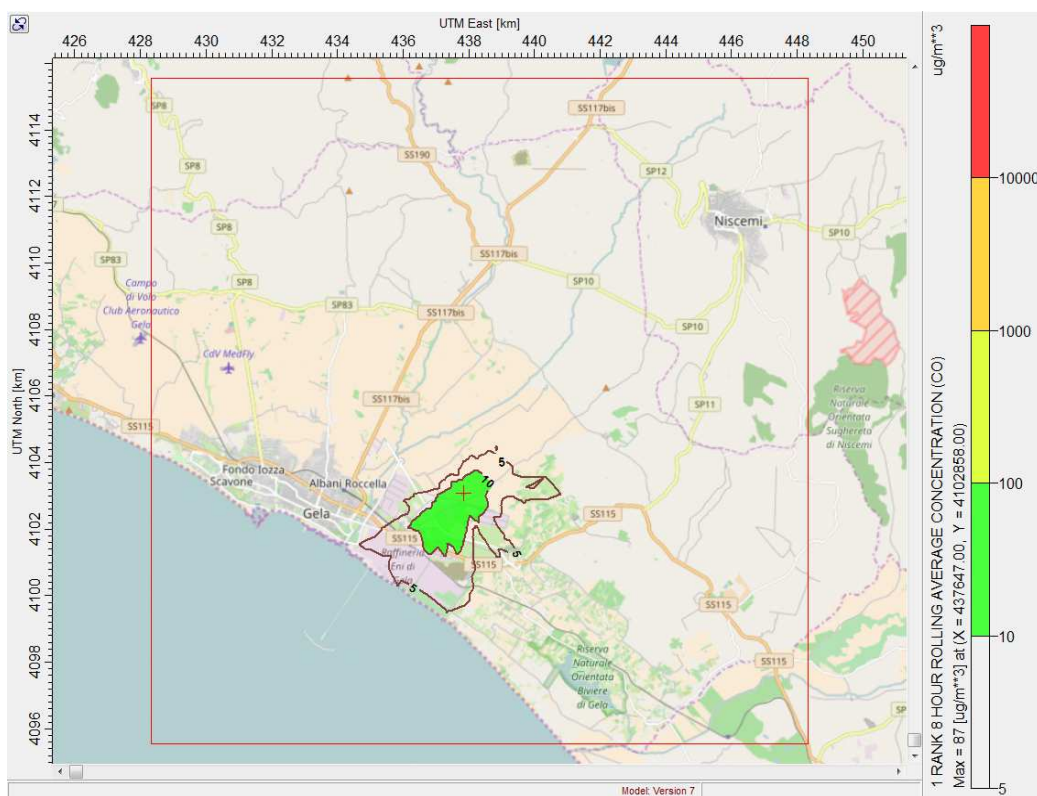 UTM East [km]
426 428 430 432 434 436 438 440 442 444 446 448 450
UTM North [km]
4114
4112
4110
4108
4106
4104
4102
4100
4098
4096
SP8
SS117bis
SS190
SP12
SP8
SP8
Niscemi
SP10
7
SP83
SS117bis
SP8
SP10
Campo
di Volo
Club Aeronautico
Gela
SP83
SS117bis
SP10
CdV MedFly
SS117bis
SP11
Riserva
Naturale
Orientata
Sughereta
di Niscemi
SS115
Fondo Iozza
Scavone
Albani Roccella
5
10
Gela
SS115
SS115
Raffineria
Eni di
Gela
5
SS115
5
SS115
Riserva
Naturale
Orientata
Biviere
di Gela
SS115
SP
Model: Version 7
1 RANK 8 HOUR ROLLING AVERAGE CONCENTRATION (CO)
Max = 87 [ug/m**3] at (X = 437647.00, Y = 4102858.00)
ug/m**3
10000
1000
100
10
5